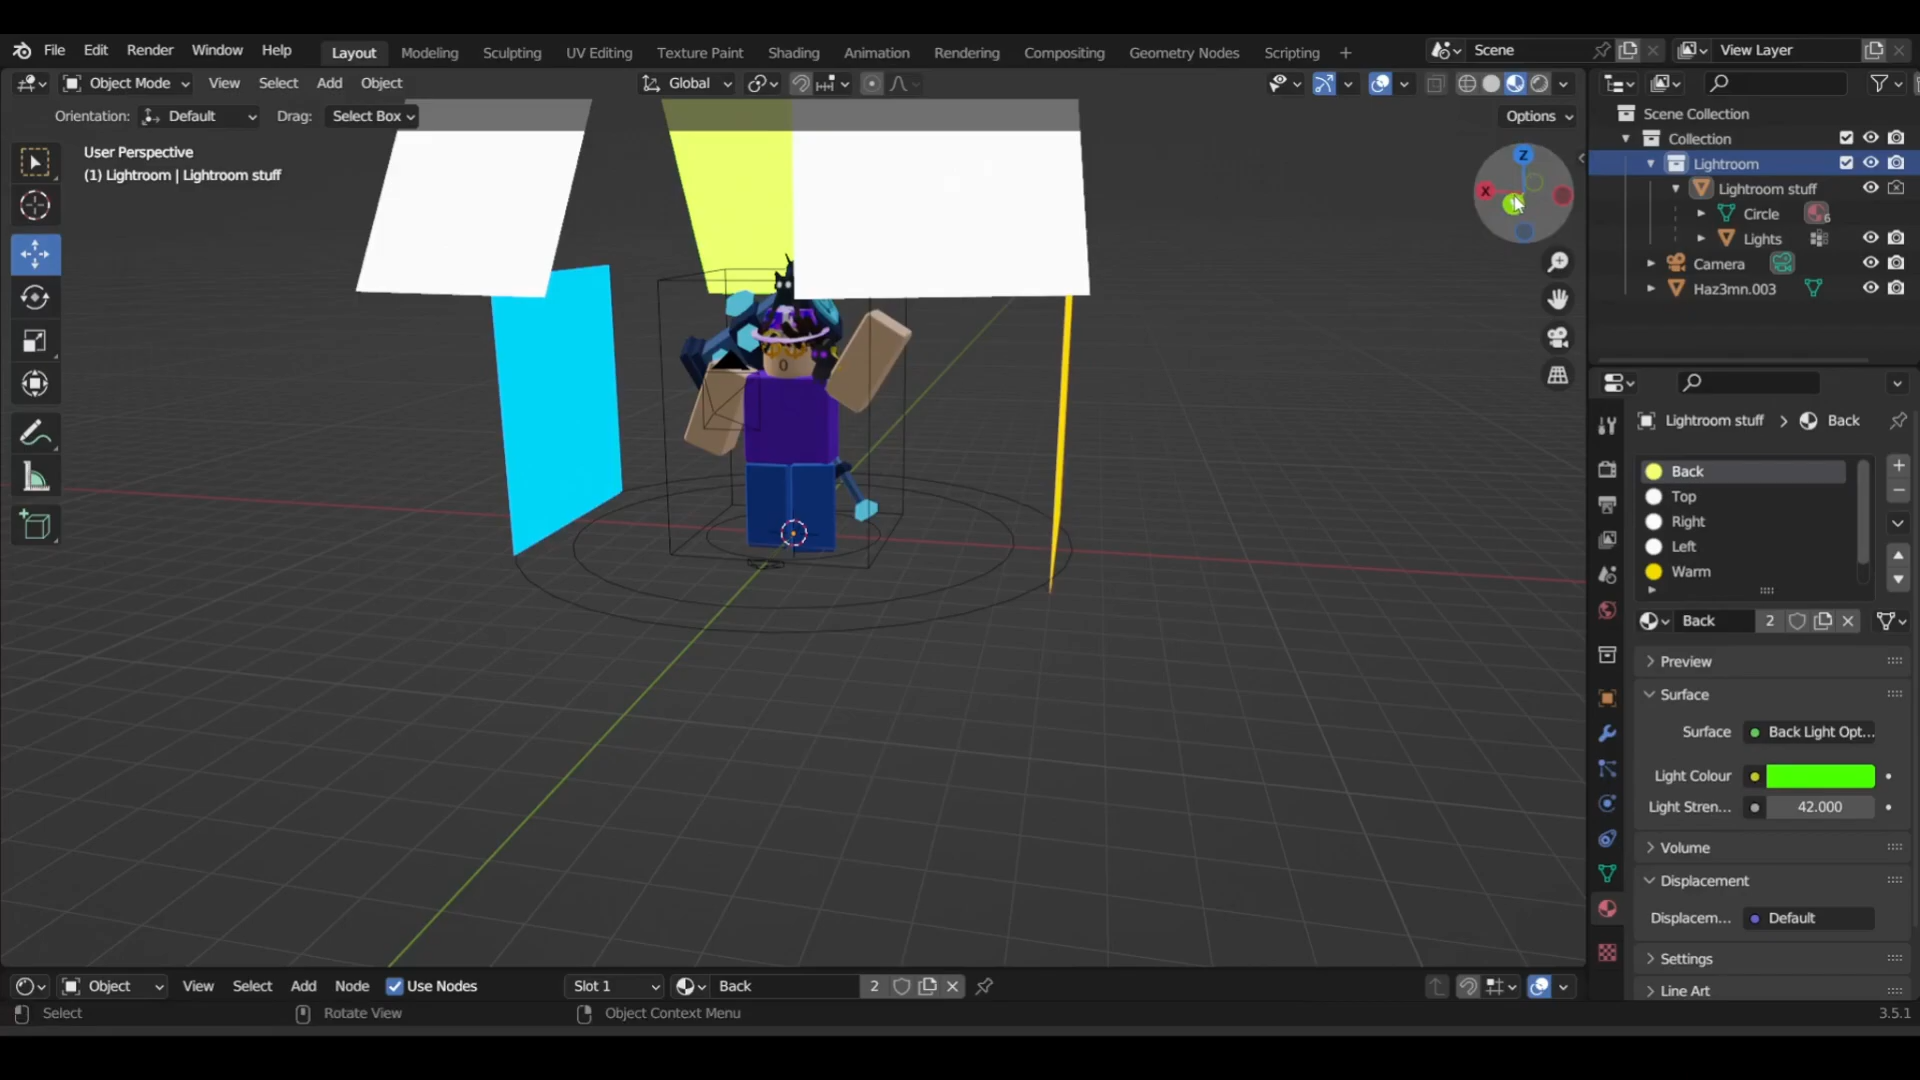 File Edit Render Window Help Layout Modeling Sculpting UV Editing Texture Paint Shading Animation Rendering Compositing Geometry Nodes Scripting + Scene View Layer
Object Mode View Select Add Object Global
Orientation: Default Drag: Select Box Options
User Perspective
(1) Lightroom | Lightroom stuff
Z
X
Scene Collection
Collection
Lightroom
Lightroom stuff
Circle 6
Lights
Camera
Haz3mn.003
Lightroom stuff > Back
Back
Top
Right
Left
Warm
Back 2
Preview
Surface
Surface Back Light Opt...
Light Colour
Light Stren... 42.000
Volume
Displacement
Displacem... Default
Settings
Line Art
Object View Select Add Node Use Nodes Slot 1 Back 2
Select Rotate View Object Context Menu 3.5.1